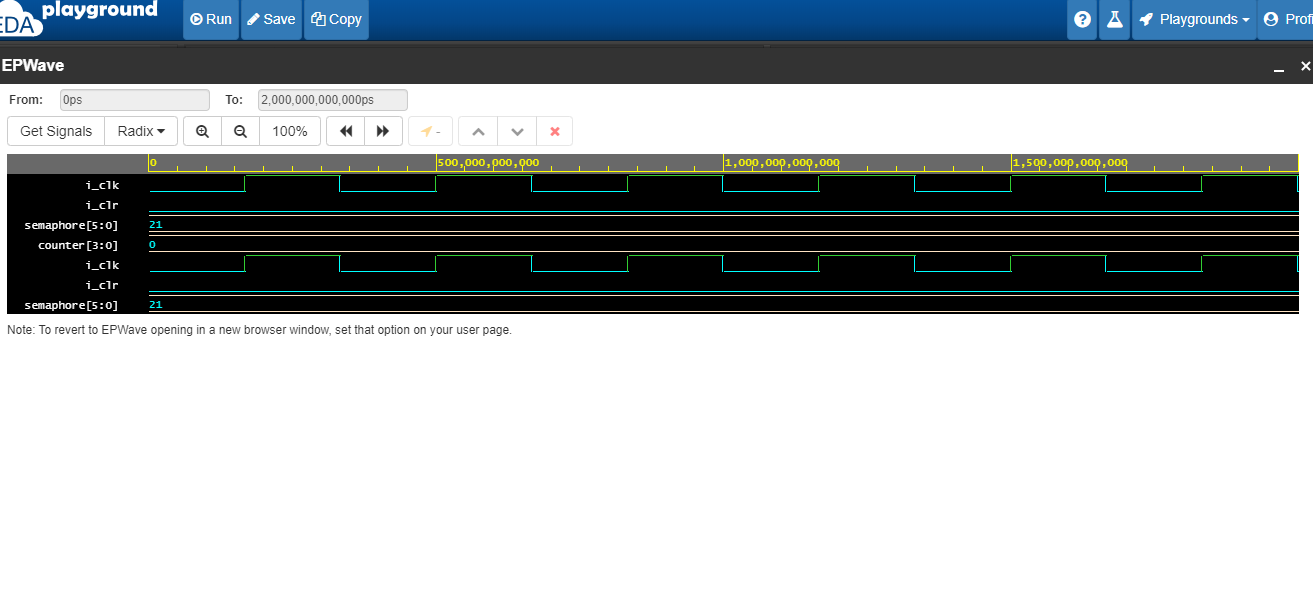 EDA playground Run Save Copy Playgrounds Profi
EPWave
From: 0ps To: 2,000,000,000,000ps
Get Signals Radix 100% -
0 500,000,000,000 1,000,000,000,000 1,500,000,000,000
i_clk
i_clr
semaphore[5:0] 21
counter[3:0] 0
i_clk
i_clr
semaphore[5:0] 21
Note: To revert to EPWave opening in a new browser window, set that option on your user page.